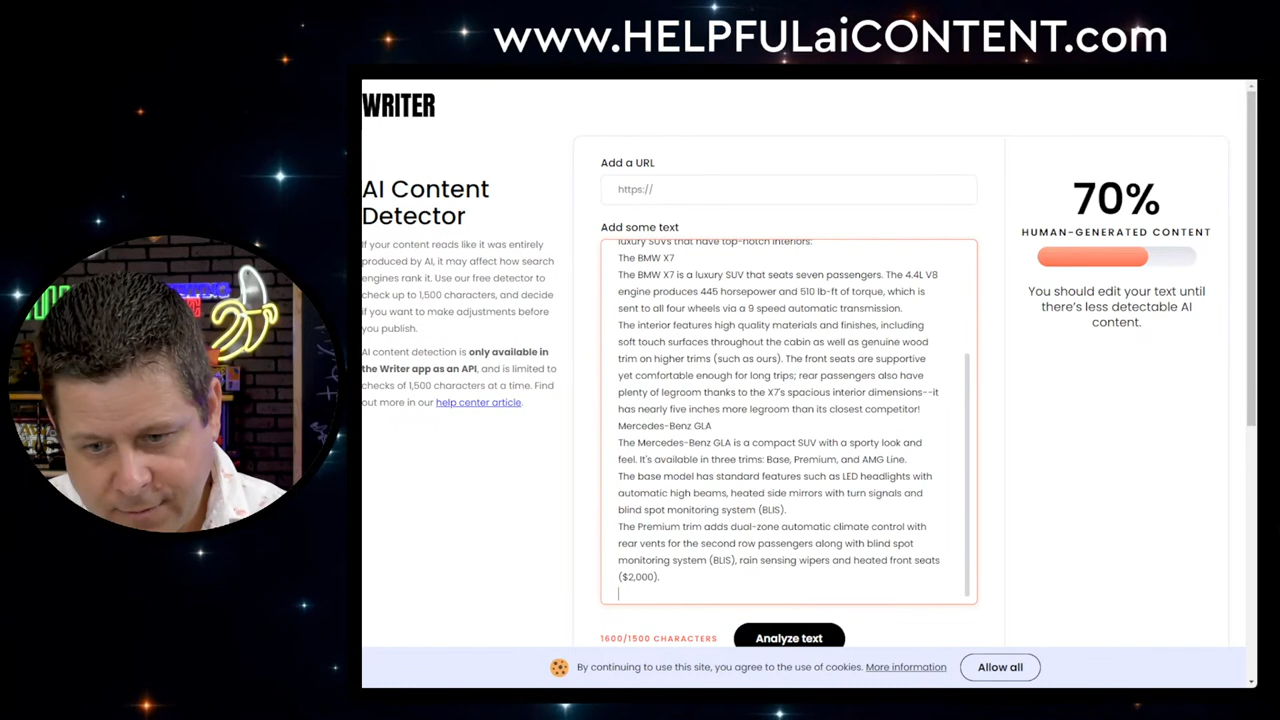 www.HELPFULaiCONTENT.com
WRITER
AI Content
Detector
If your content reads like it was entirely
produced by AI, it may affect how search
engines rank it. Use our free detector to
check up to 1,500 characters, and decide
if you want to make adjustments before
you publish.
AI content detection is only available in
the Writer app as an API, and is limited to
checks of 1,500 characters at a time. Find
out more in our help center article.
Add a URL
https://
Add some text
luxury SUVs that have top-notch interiors:
The BMW X7
The BMW X7 is a luxury SUV that seats seven passengers. The 4.4L V8
engine produces 445 horsepower and 510 lb-ft of torque, which is
sent to all four wheels via a 9 speed automatic transmission.
The interior features high quality materials and finishes, including
soft touch surfaces throughout the cabin as well as genuine wood
trim on higher trims (such as ours). The front seats are supportive
yet comfortable enough for long trips; rear passengers also have
plenty of legroom thanks to the X7's spacious interior dimensions--it
has nearly five inches more legroom than its closest competitor!
Mercedes-Benz GLA
The Mercedes-Benz GLA is a compact SUV with a sporty look and
feel. It's available in three trims: Base, Premium, and AMG Line.
The base model has standard features such as LED headlights with
automatic high beams, heated side mirrors with turn signals and
blind spot monitoring system (BLIS).
The Premium trim adds dual-zone automatic climate control with
rear vents for the second row passengers along with blind spot
monitoring system (BLIS), rain sensing wipers and heated front seats
($2,000).
1600/1500 CHARACTERS
Analyze text
70%
HUMAN-GENERATED CONTENT
You should edit your text until
there's less detectable AI
content.
By continuing to use this site, you agree to the use of cookies. More information
Allow all